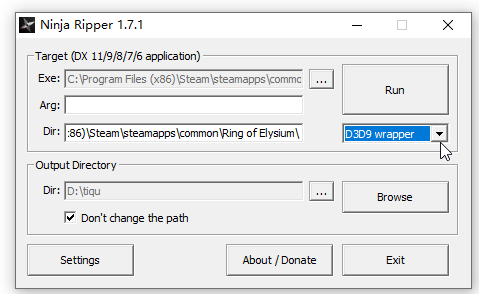 Ninja Ripper 1.7.1
Target (DX 11/9/8/7/6 application)
Exe: C:\Program Files (x86)\Steam\steamapps\commo ...
Run
Arg:
Dir: :86)\Steam\steamapps\common\Ring of Elysium\ D3D9 wrapper
Output Directory
Dir: D:\tiqu ... Browse
Don't change the path
Settings About / Donate Exit